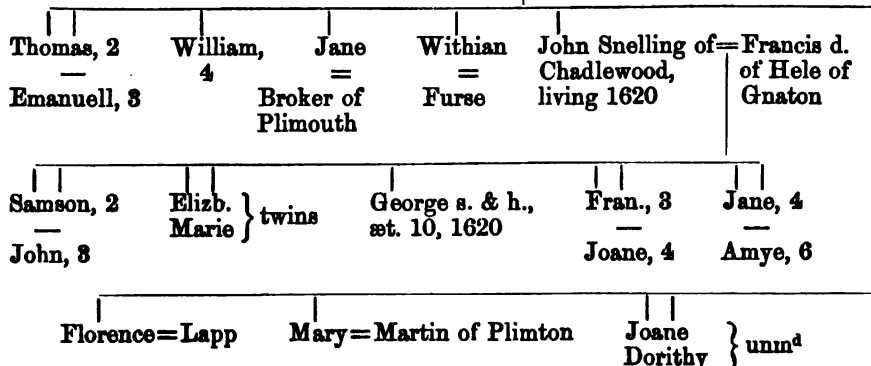 Thomas, 2 William, Jane Withian John Snelling of = Francis d.
— 4 = = Chadlewood, of Hele of
Emanuell, 3 Broker of Furse living 1620 Gnaton
Plimouth
Samson, 2 Elizb. } twins George s. & h., Fran., 3 Jane, 4
— Marie æt. 10, 1620 — —
John, 3 Joane, 4 Amye, 6
Florence=Lapp Mary=Martin of Plimton Joane } unmᵈ
Dorithy